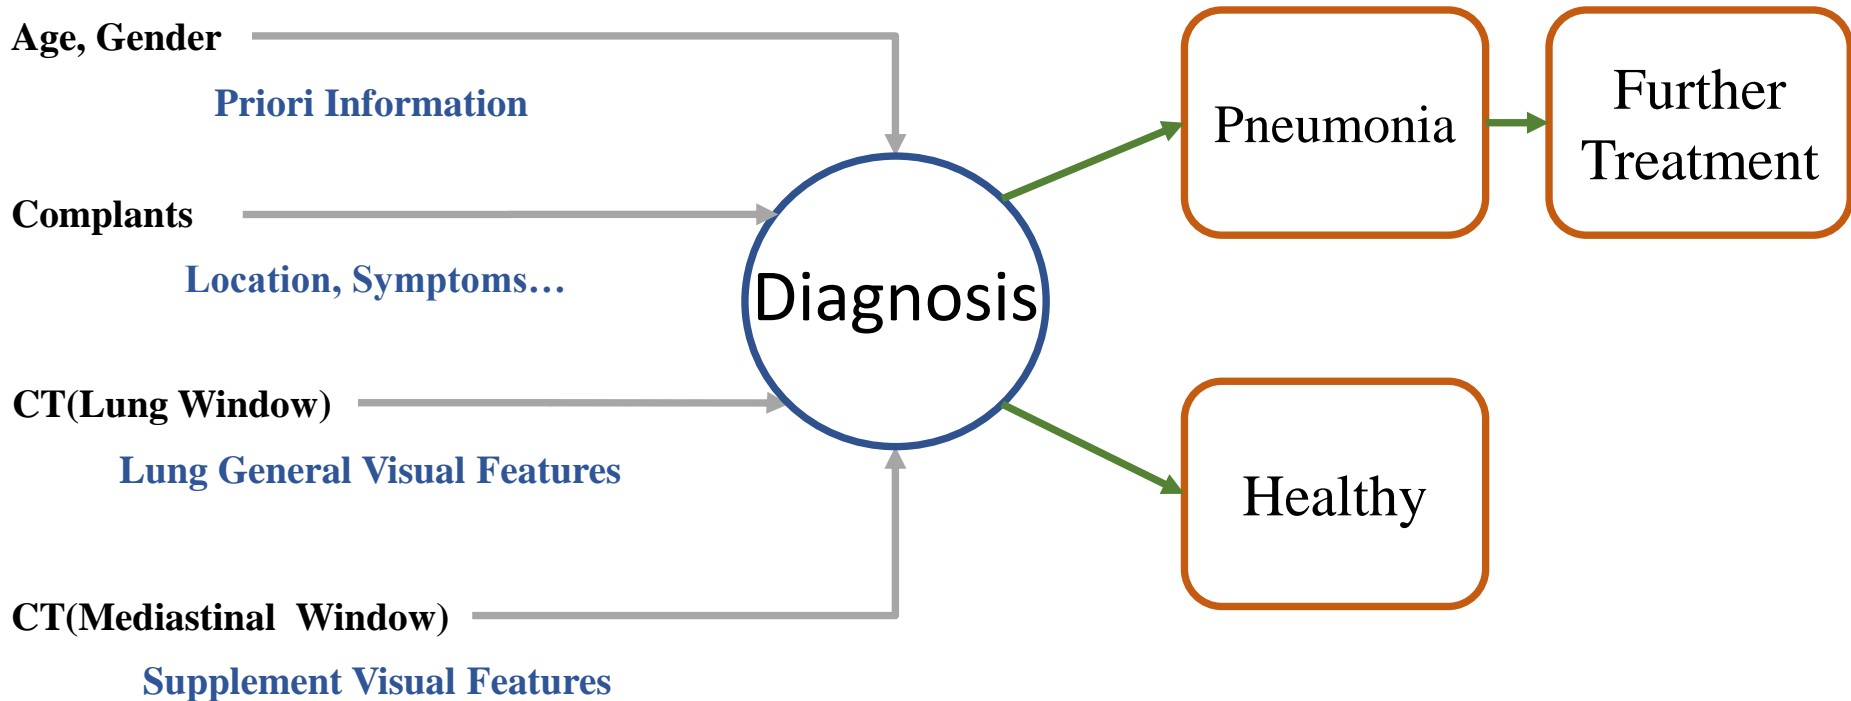 Age, Gender
Priori Information
Complants
Location, Symptoms…
CT(Lung Window)
Lung General Visual Features
CT(Mediastinal  Window)
Supplement Visual Features
Diagnosis
Pneumonia
Further
Treatment
Healthy